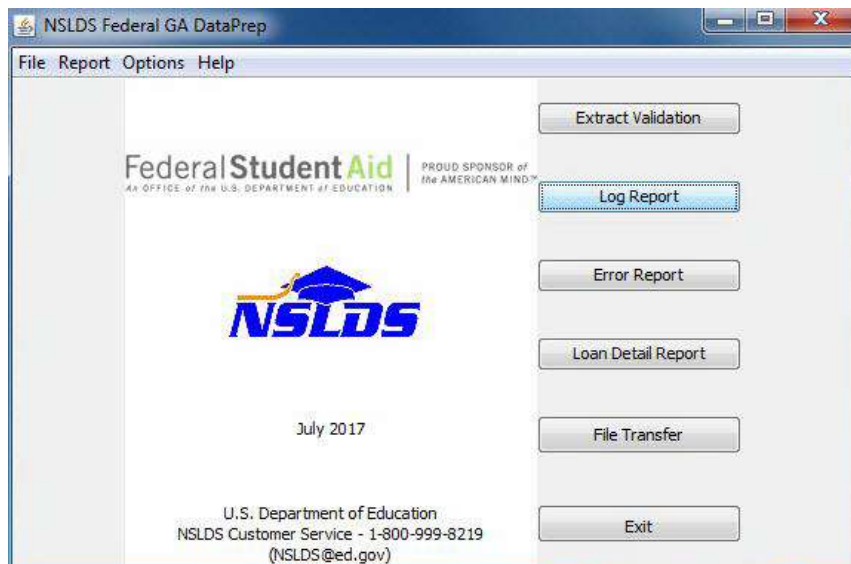 NSLDS Federal GA DataPrep
File Report Options Help
Extract Validation
Federal Student Aid
An OFFICE of the U.S. DEPARTMENT of EDUCATION
PROUD SPONSOR of
the AMERICAN MIND™
Log Report
Error Report
NSLDS
Loan Detail Report
July 2017
File Transfer
U.S. Department of Education
NSLDS Customer Service - 1-800-999-8219
(NSLDS@ed.gov)
Exit